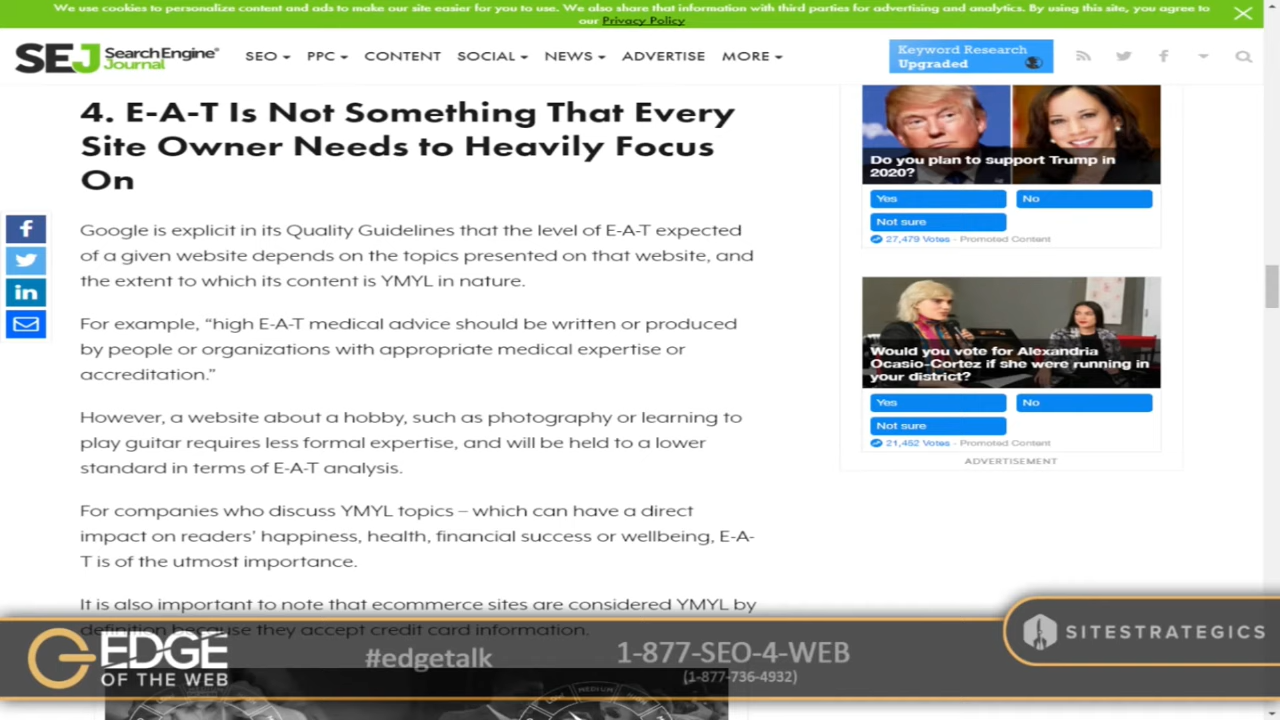 We use cookies to personalize content and ads to make our site easier for you to use. We also share that information with third parties for advertising and analytics. By using this site, you agree to
our Privacy Policy
SEJ Search Engine® Journal
SEO PPC CONTENT SOCIAL NEWS ADVERTISE MORE
Keyword Research
Upgraded
4. E-A-T Is Not Something That Every
Site Owner Needs to Heavily Focus
On
Google is explicit in its Quality Guidelines that the level of E-A-T expected
of a given website depends on the topics presented on that website, and
the extent to which its content is YMYL in nature.
For example, “high E-A-T medical advice should be written or produced
by people or organizations with appropriate medical expertise or
accreditation.”
However, a website about a hobby, such as photography or learning to
play guitar requires less formal expertise, and will be held to a lower
standard in terms of E-A-T analysis.
For companies who discuss YMYL topics – which can have a direct
impact on readers’ happiness, health, financial success or wellbeing, E-A-
T is of the utmost importance.
It is also important to note that ecommerce sites are considered YMYL by
definition because they accept credit card information.
Do you plan to support Trump in
2020?
Yes No
Not sure
27,479 Votes - Promoted Content
Would you vote for Alexandria
Ocasio-Cortez if she were running in
your district?
Yes No
Not sure
21,452 Votes - Promoted Content
ADVERTISEMENT
EDGE
OF THE WEB
#edgetalk
1-877-SEO-4-WEB
(1-877-736-4932)
SITESTRATEGICS
MEDIUM